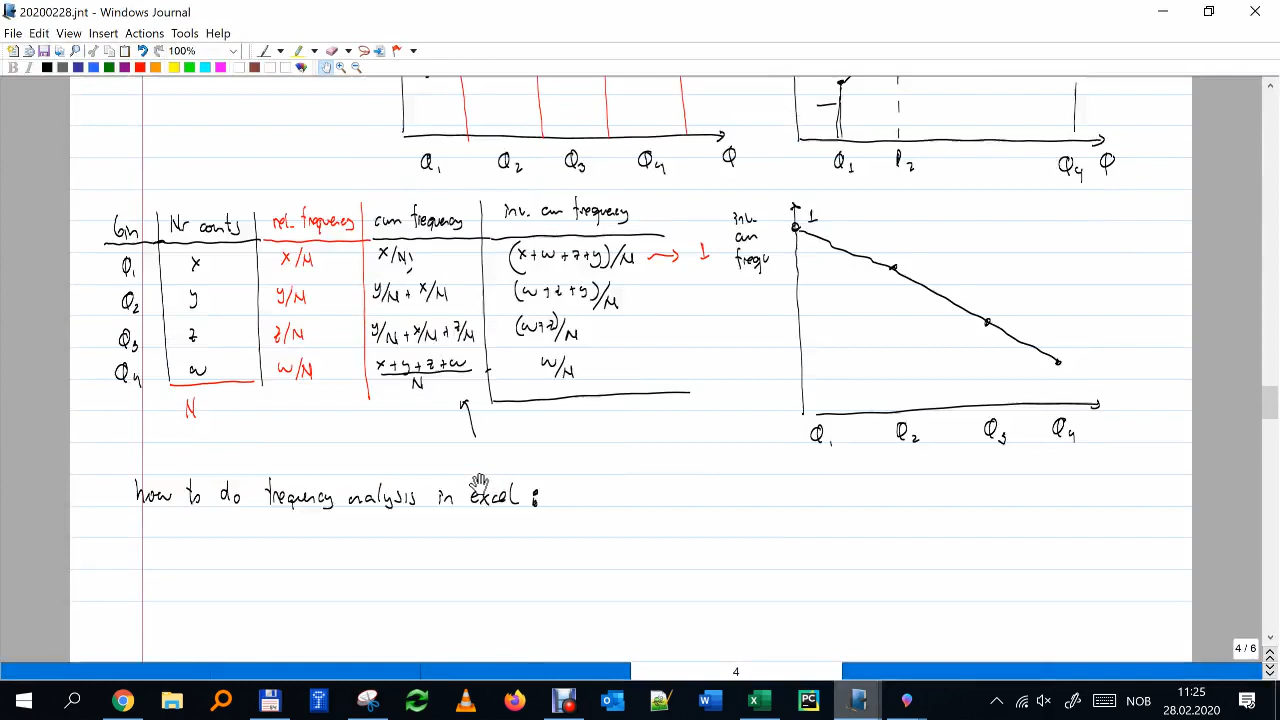 20200228.jnt - Windows Journal
File Edit View Insert Actions Tools Help
100%
B I
Q1 Q2 Q3 Q4 Q
Q1 Q4 Q
bin Nr counts rel. frequency cum frequency inv. cum frequency
Q1 x x/N x/N (x+w+z+y)/N → 1
Q2 y y/N y/N + x/N (w+z+y)/N
Q3 z z/N y/N + x/N + z/N (w+z)/N
Q4 w w/N x+y+z+w/N w/N
N
inv. cum frequ
1
Q1 Q2 Q3 Q4
how to do frequency analysis in excel :
4 / 6
4
NOB
11:25
28.02.2020